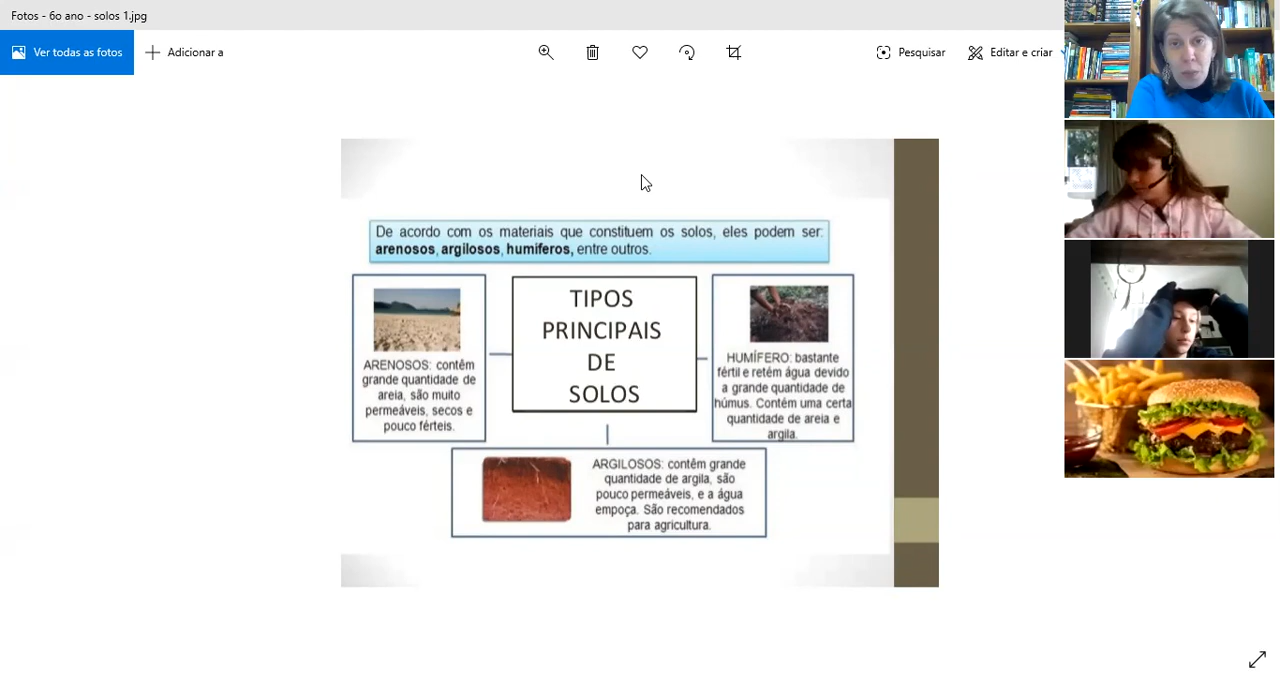 Fotos - 6o ano - solos 1.jpg
Ver todas as fotos
Adicionar a
Pesquisar
Editar e criar
De acordo com os materiais que constituem os solos, eles podem ser:
arenosos, argilosos, humíferos, entre outros.
TIPOS
PRINCIPAIS
DE
SOLOS
ARENOSOS: contêm
grande quantidade de
areia, são muito
permeáveis, secos e
pouco férteis.
HUMÍFERO: bastante
fértil e retém água devido
a grande quantidade de
húmus. Contém uma certa
quantidade de areia e
argila.
ARGILOSOS: contêm grande
quantidade de argila, são
pouco permeáveis, e a água
empoça. São recomendados
para agricultura.